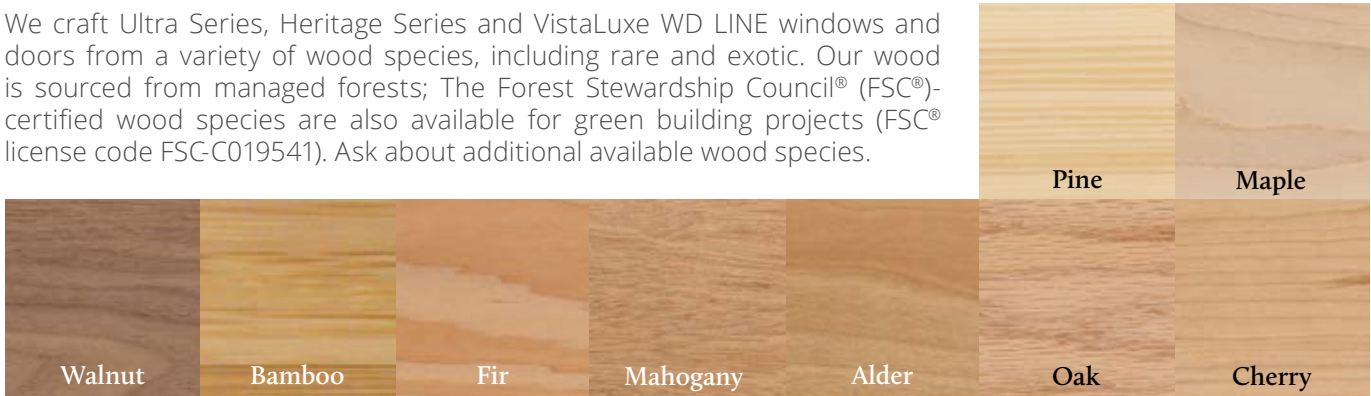 We craft Ultra Series, Heritage Series and VistaLuxe WD LINE windows and
doors from a variety of wood species, including rare and exotic. Our wood
is sourced from managed forests; The Forest Stewardship Council® (FSC®)-
certified wood species are also available for green building projects (FSC®
license code FSC-C019541). Ask about additional available wood species.
Pine
Maple
Walnut
Bamboo
Fir
Mahogany
Alder
Oak
Cherry